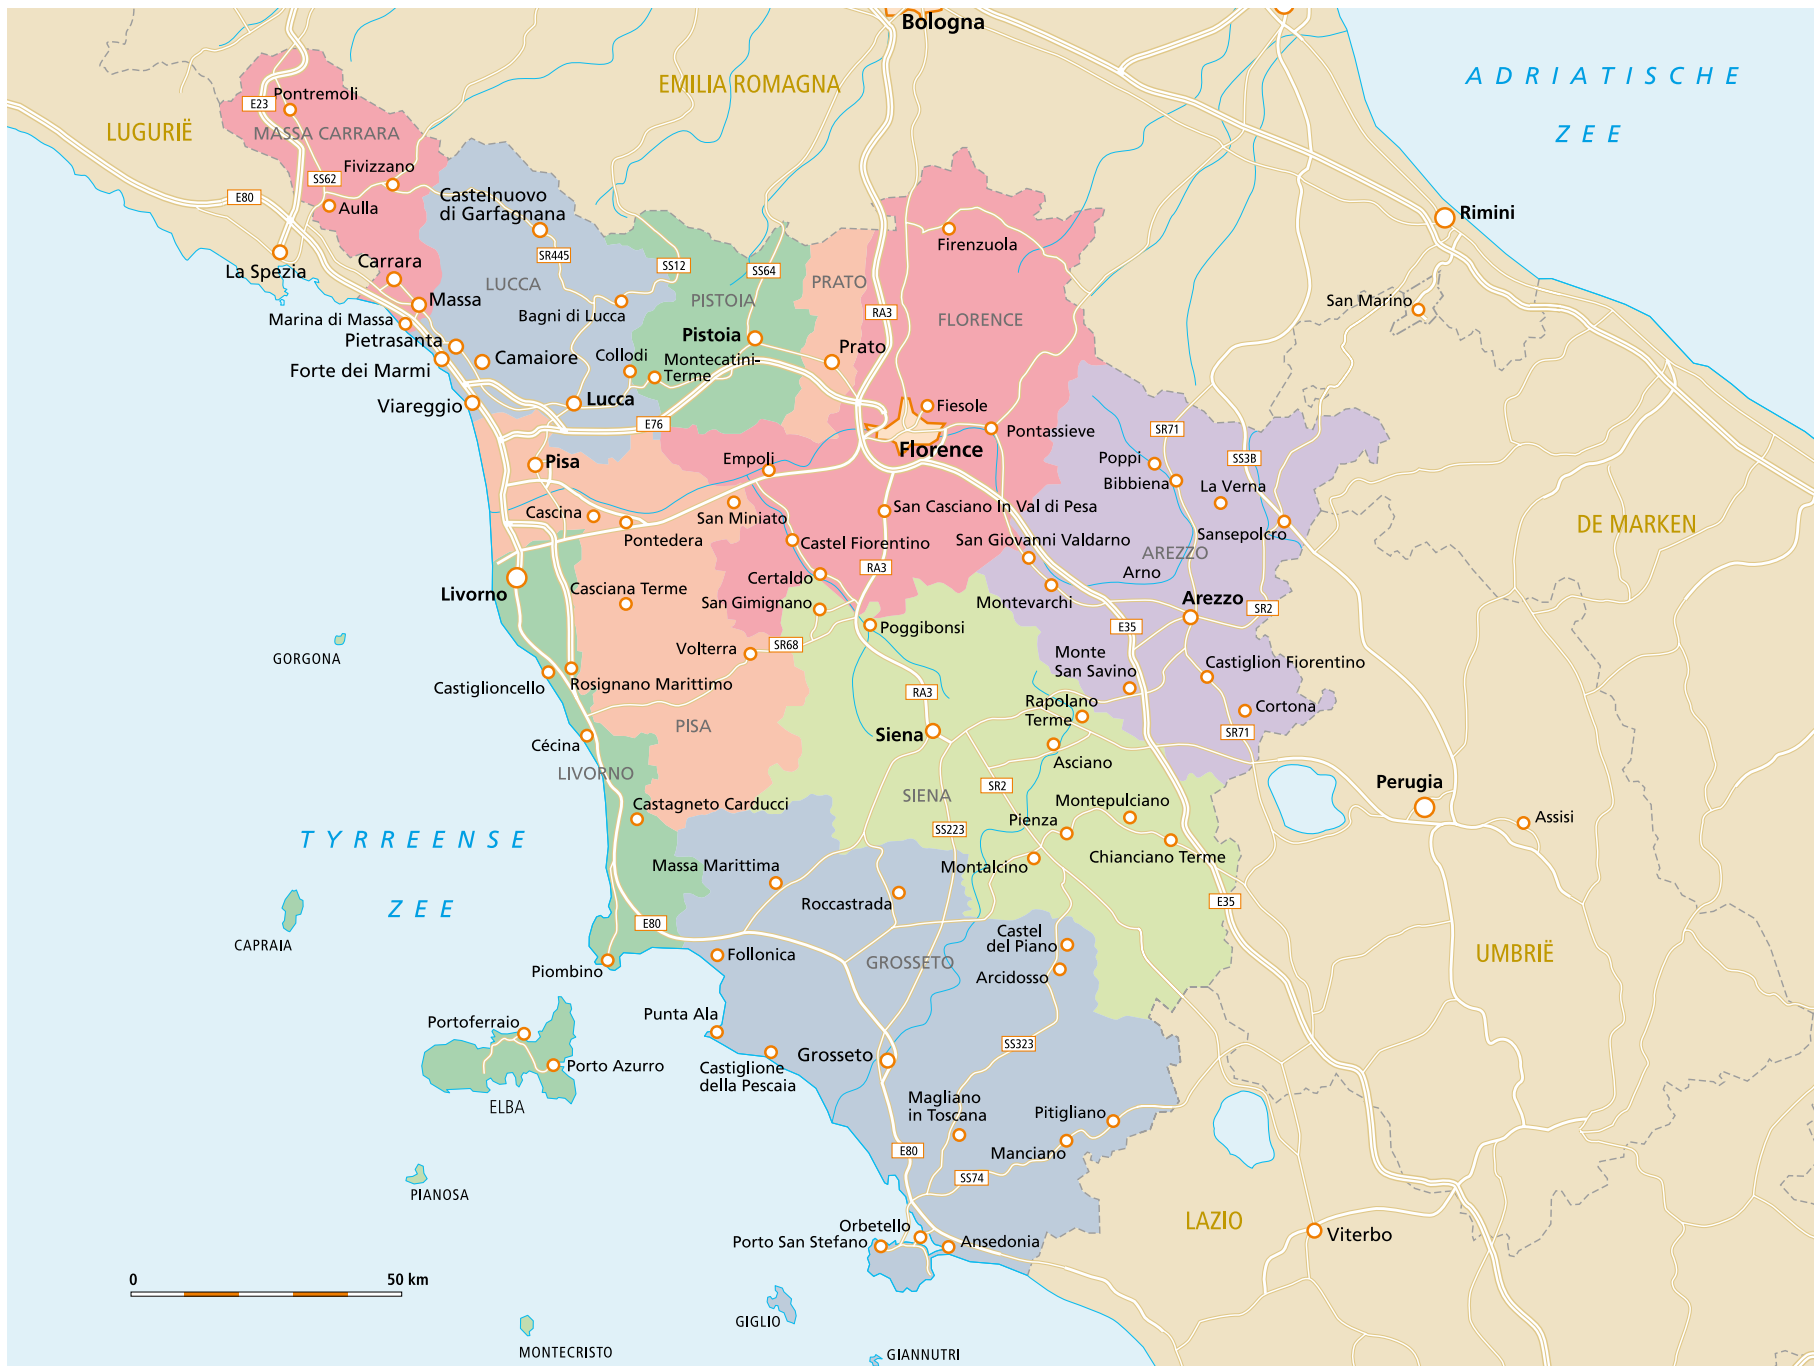 Bologna
ADRIATISCHE
ZEE
EMILIA ROMAGNA
LUGURIË
Pontremoli
E23
MASSA CARRARA
Fivizzano
SS62
E80
Aulla
Castelnuovo
di Garfagnana
Rimini
Firenzuola
La Spezia
Carrara
SR445
SS12
SS64
LUCCA
PISTOIA
PRATO
Massa
San Marino
Marina di Massa
Bagni di Lucca
RA3
FLORENCE
Pietrasanta
Pistoia
Camaiore
Collodi
Montecatini-
Terme
Prato
Forte dei Marmi
Viareggio
Lucca
Fiesole
E76
Pontassieve
SR71
Florence
Pisa
Empoli
Poppi
SS3B
Bibbiena
La Verna
Cascina
San Miniato
San Casciano In Val di Pesa
DE MARKEN
Pontedera
Castel Fiorentino
San Giovanni Valdarno
Sansepolcro
AREZZO
RA3
Certaldo
Arno
Livorno
Casciana Terme
San Gimignano
Montevarchi
Arezzo
SR2
Poggibonsi
E35
GORGONA
Volterra
SR68
Monte
San Savino
Castiglion Fiorentino
Castiglioncello
Rosignano Marittimo
RA3
Rapolano
Terme
Cortona
PISA
Siena
SR71
Cécina
Asciano
LIVORNO
SR2
Perugia
SIENA
Castagneto Carducci
Montepulciano
Pienza
Assisi
TYRREENSE
ZEE
SS223
Massa Marittima
Montalcino
Chianciano Terme
Roccastrada
E35
E80
CAPRAIA
Castel
del Piano
UMBRIË
Follonica
GROSSETO
Piombino
Arcidosso
Portoferraio
Punta Ala
SS323
Grosseto
Porto Azurro
Castiglione
della Pescaia
ELBA
Magliano
in Toscana
Pitigliano
E80
Manciano
SS74
PIANOSA
LAZIO
Orbetello
Porto San Stefano
Ansedonia
Viterbo
0
50 km
GIGLIO
MONTECRISTO
GIANNUTRI